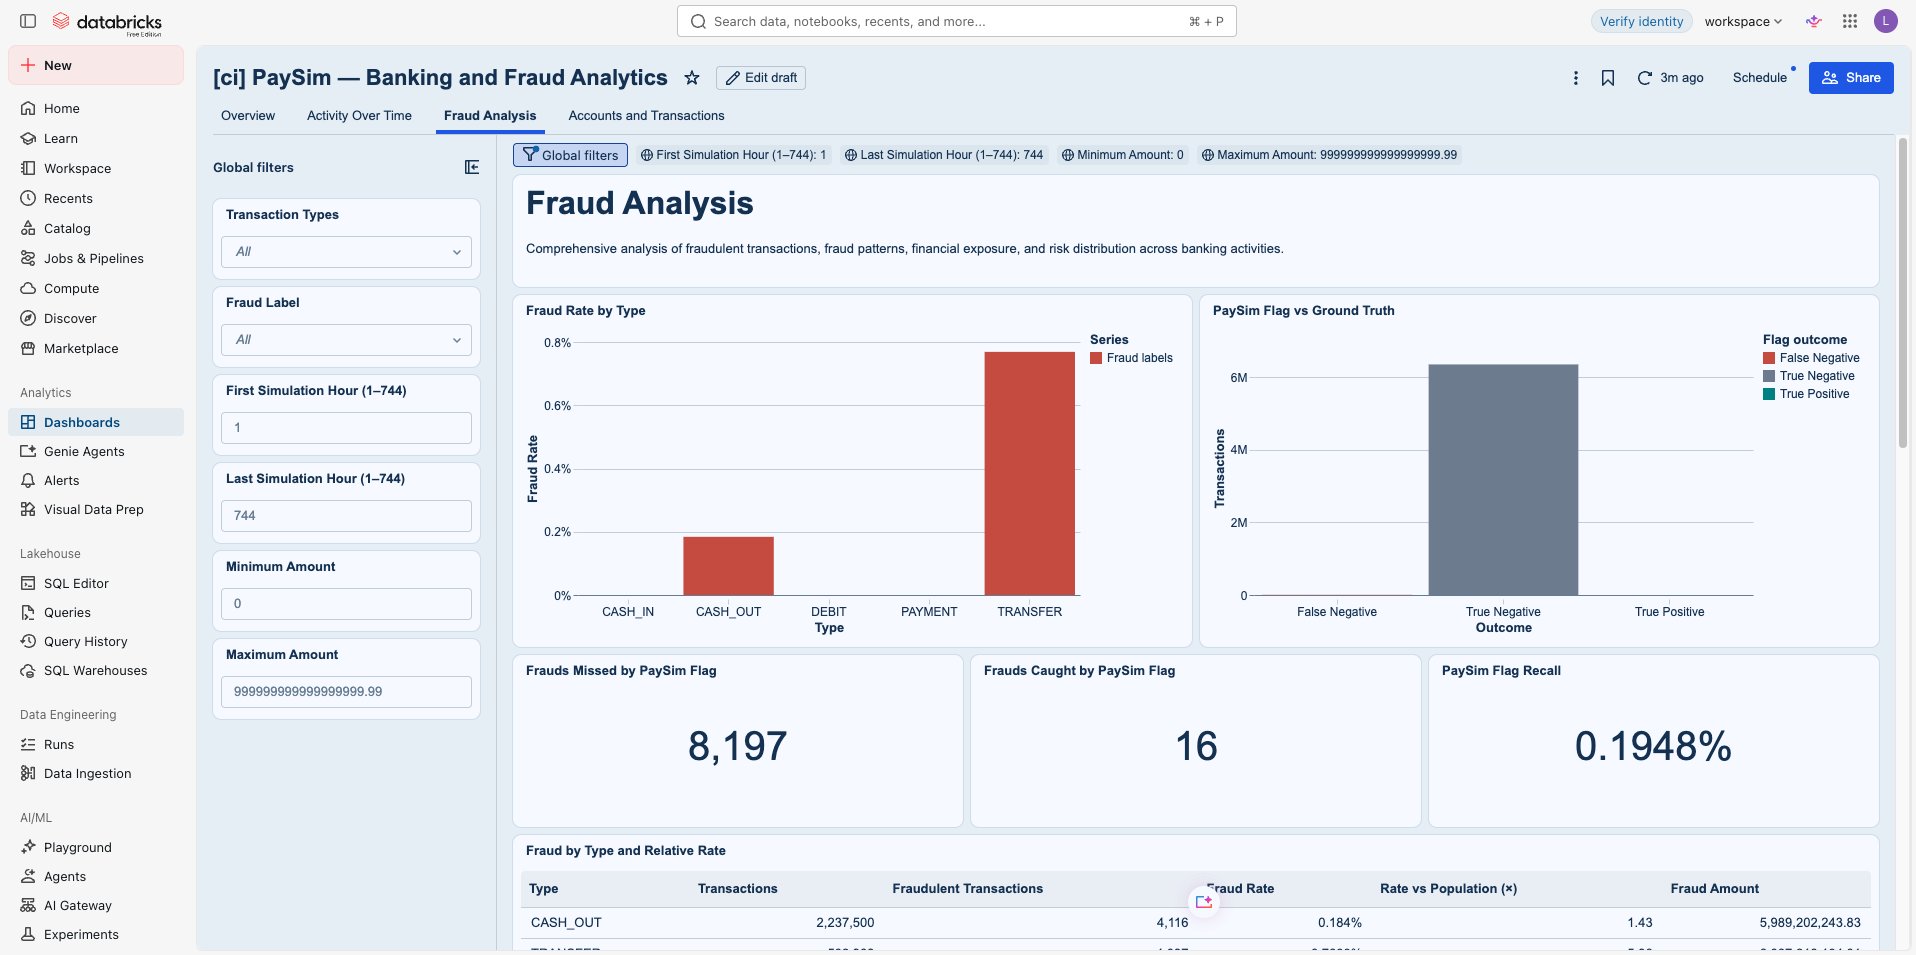 databricks
Free Edition
Search data, notebooks, recents, and more...
⌘ + P
Verify identity
workspace
L
New
Home
Learn
Workspace
Recents
Catalog
Jobs & Pipelines
Compute
Discover
Marketplace
Analytics
Dashboards
Genie Agents
Alerts
Visual Data Prep
Lakehouse
SQL Editor
Queries
Query History
SQL Warehouses
Data Engineering
Runs
Data Ingestion
AI/ML
Playground
Agents
AI Gateway
Experiments
[ci] PaySim — Banking and Fraud Analytics
Edit draft
3m ago
Schedule
Share
Overview
Activity Over Time
Fraud Analysis
Accounts and Transactions
Global filters
Transaction Types
All
Fraud Label
All
First Simulation Hour (1–744)
1
Last Simulation Hour (1–744)
744
Minimum Amount
0
Maximum Amount
999999999999999999.99
Global filters
First Simulation Hour (1–744): 1
Last Simulation Hour (1–744): 744
Minimum Amount: 0
Maximum Amount: 999999999999999999.99
Fraud Analysis
Comprehensive analysis of fraudulent transactions, fraud patterns, financial exposure, and risk distribution across banking activities.
Fraud Rate by Type
0.8%
0.6%
0.4%
0.2%
0%
Fraud Rate
CASH_IN
CASH_OUT
DEBIT
PAYMENT
TRANSFER
Type
Series
Fraud labels
PaySim Flag vs Ground Truth
6M
4M
2M
0
Transactions
False Negative
True Negative
True Positive
Outcome
Flag outcome
False Negative
True Negative
True Positive
Frauds Missed by PaySim Flag
8,197
Frauds Caught by PaySim Flag
16
PaySim Flag Recall
0.1948%
Fraud by Type and Relative Rate
Type Transactions Fraudulent Transactions Fraud Rate Rate vs Population (×) Fraud Amount
CASH_OUT 2,237,500 4,116 0.184% 1.43 5,989,202,243.83